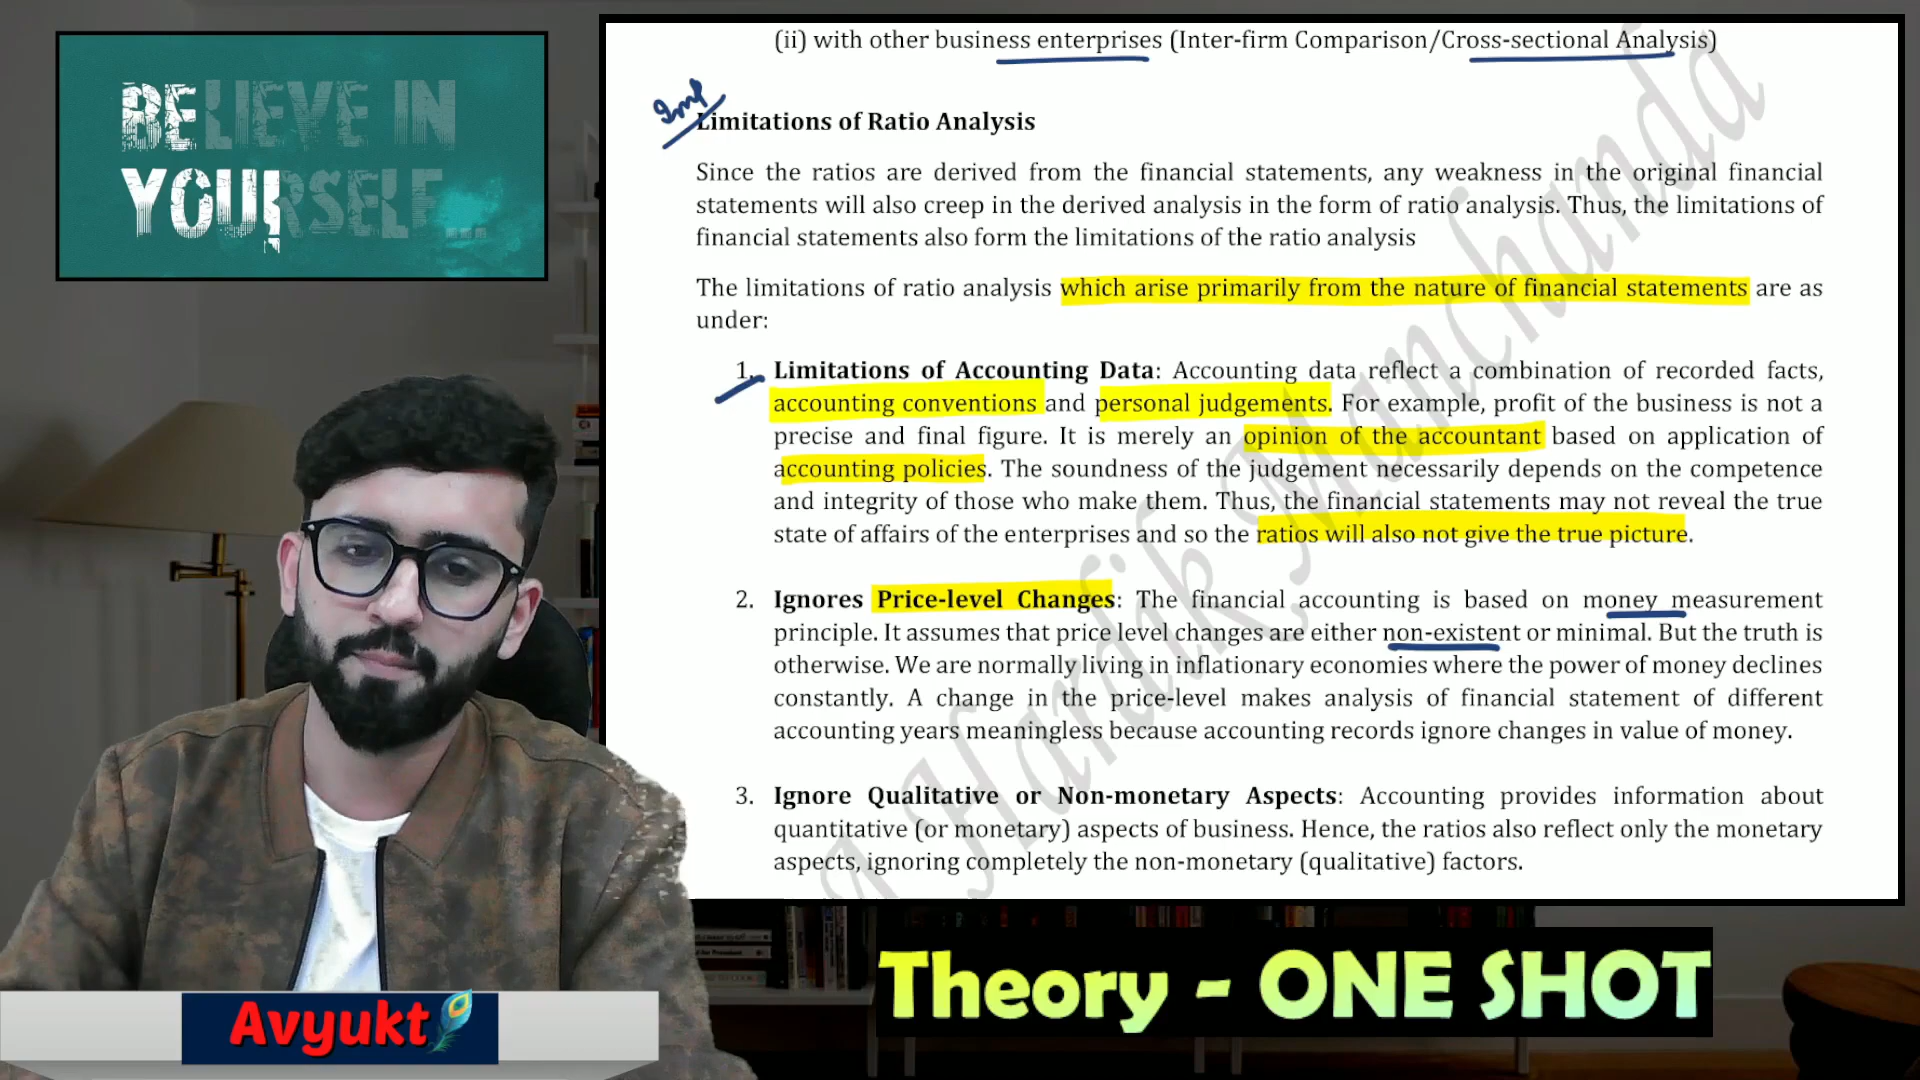 BELIEVE IN
YOURSELF...
(ii) with other business enterprises (Inter-firm Comparison/Cross-sectional Analysis)
Imp
Limitations of Ratio Analysis
Since the ratios are derived from the financial statements, any weakness in the original financial
statements will also creep in the derived analysis in the form of ratio analysis. Thus, the limitations of
financial statements also form the limitations of the ratio analysis
The limitations of ratio analysis which arise primarily from the nature of financial statements are as
under:
1. Limitations of Accounting Data: Accounting data reflect a combination of recorded facts,
accounting conventions and personal judgements. For example, profit of the business is not a
precise and final figure. It is merely an opinion of the accountant based on application of
accounting policies. The soundness of the judgement necessarily depends on the competence
and integrity of those who make them. Thus, the financial statements may not reveal the true
state of affairs of the enterprises and so the ratios will also not give the true picture.
2. Ignores Price-level Changes: The financial accounting is based on money measurement
principle. It assumes that price level changes are either non-existent or minimal. But the truth is
otherwise. We are normally living in inflationary economies where the power of money declines
constantly. A change in the price-level makes analysis of financial statement of different
accounting years meaningless because accounting records ignore changes in value of money.
3. Ignore Qualitative or Non-monetary Aspects: Accounting provides information about
quantitative (or monetary) aspects of business. Hence, the ratios also reflect only the monetary
aspects, ignoring completely the non-monetary (qualitative) factors.
Hardik Manchanda
Theory - ONE SHOT
Avyukt